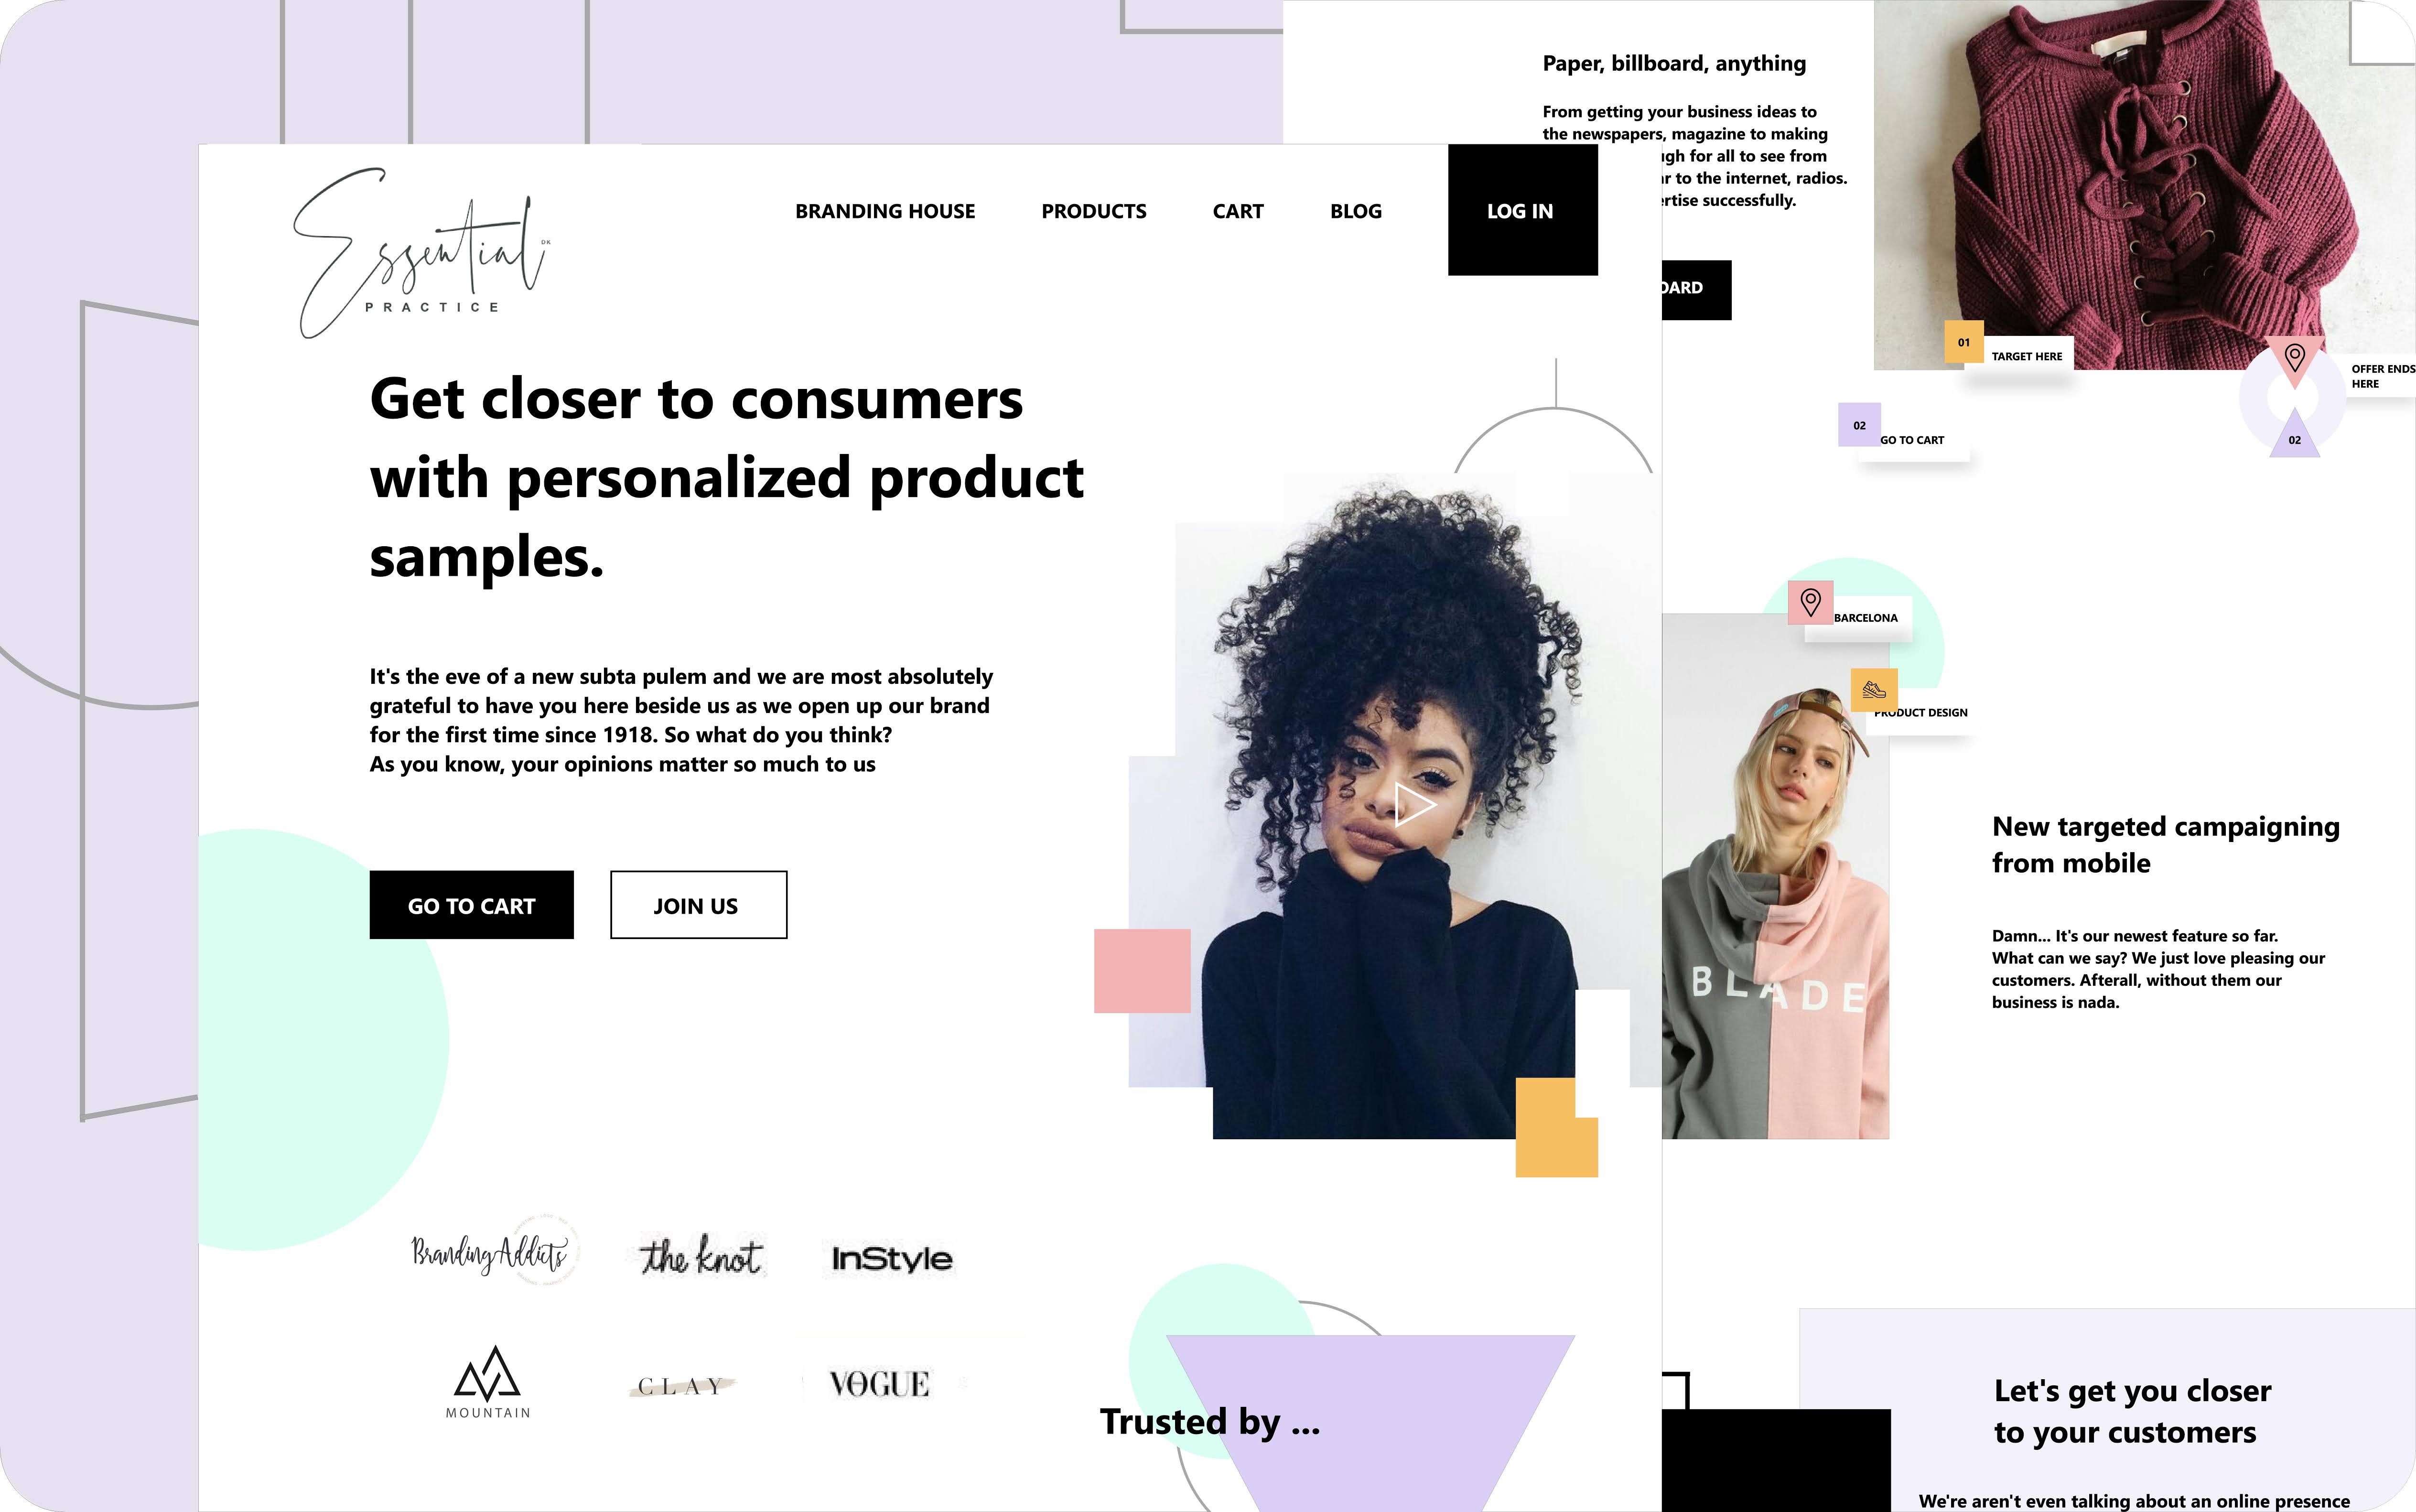 Essential
DK
PRACTICE
BRANDING HOUSE
PRODUCTS
CART
BLOG
LOG IN
Get closer to consumers
with personalized product
samples.
It's the eve of a new subta pulem and we are most absolutely
grateful to have you here beside us as we open up our brand
for the first time since 1918. So what do you think?
As you know, your opinions matter so much to us
GO TO CART
JOIN US
Branding Addicts
the knot
InStyle
MOUNTAIN
CLAY
VOGUE
Trusted by ...
Paper, billboard, anything
From getting your business ideas to
the newspapers, magazine to making
for all to see from
to the internet, radios.
successfully.
01
TARGET HERE
02
GO TO CART
OFFER ENDS
HERE
02
BARCELONA
PRODUCT DESIGN
BLADE
New targeted campaigning
from mobile
Damn... It's our newest feature so far.
What can we say? We just love pleasing our
customers. Afterall, without them our
business is nada.
Let's get you closer
to your customers
We're aren't even talking about an online presence